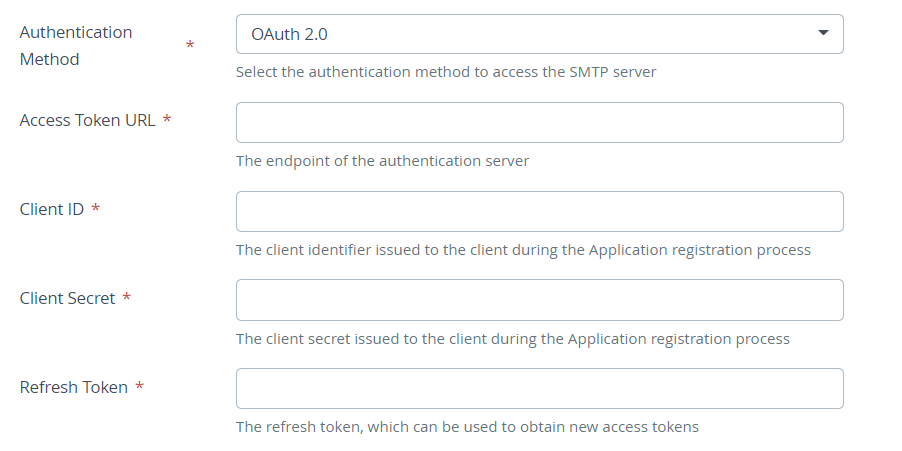 Authentication
Method
*
OAuth 2.0
Select the authentication method to access the SMTP server
Access Token URL *
The endpoint of the authentication server
Client ID *
The client identifier issued to the client during the Application registration process
Client Secret *
The client secret issued to the client during the Application registration process
Refresh Token *
The refresh token, which can be used to obtain new access tokens